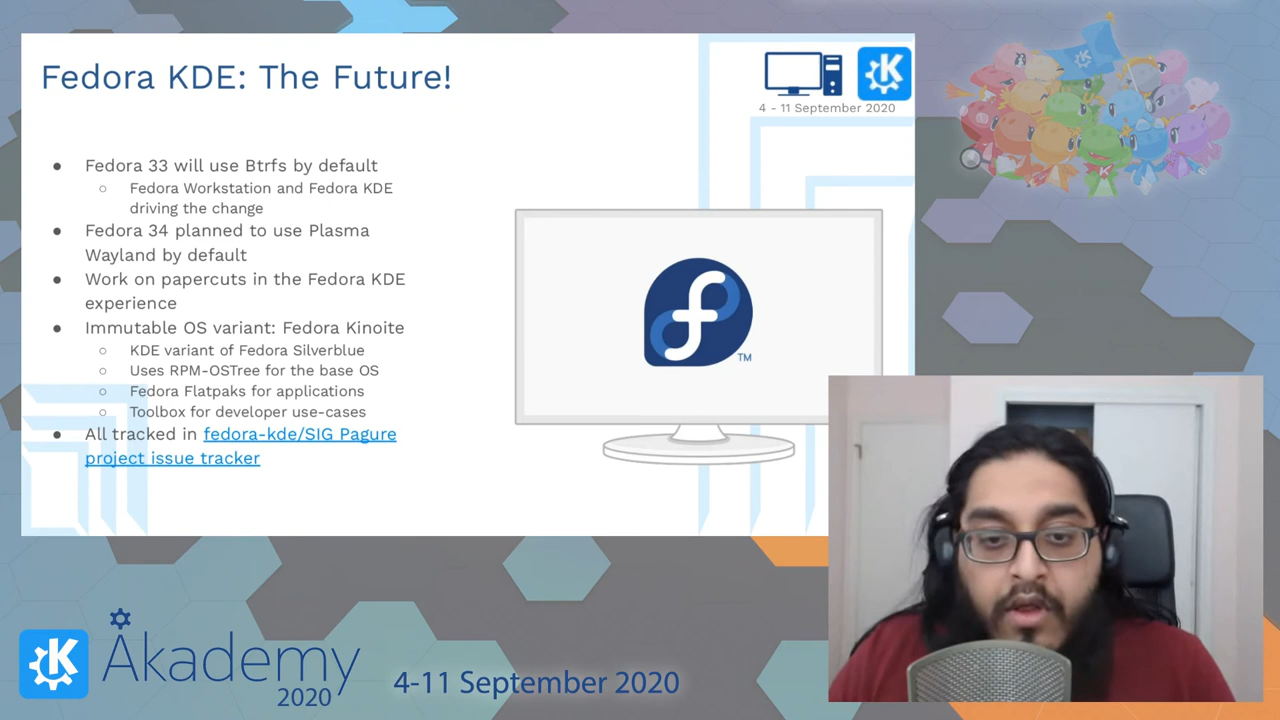 Fedora KDE: The Future!
4 - 11 September 2020
● Fedora 33 will use Btrfs by default
○ Fedora Workstation and Fedora KDE
driving the change
● Fedora 34 planned to use Plasma
Wayland by default
● Work on papercuts in the Fedora KDE
experience
● Immutable OS variant: Fedora Kinoite
○ KDE variant of Fedora Silverblue
○ Uses RPM-OSTree for the base OS
○ Fedora Flatpaks for applications
○ Toolbox for developer use-cases
● All tracked in fedora-kde/SIG Pagure
project issue tracker
TM
Akademy
2020
4-11 September 2020